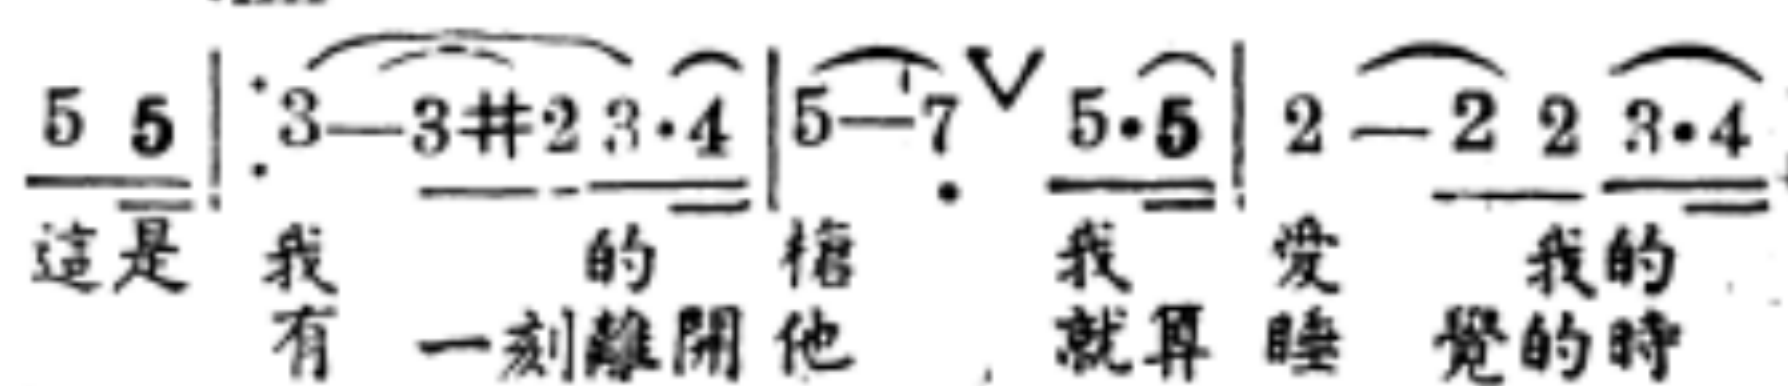 5 5 | : 3—3#2 3·4 | 5—7 V 5·5 | 2—2 2 3·4
這是 我 的 槍 我 愛 我的
有 一刻離開他 就算睡覺的時